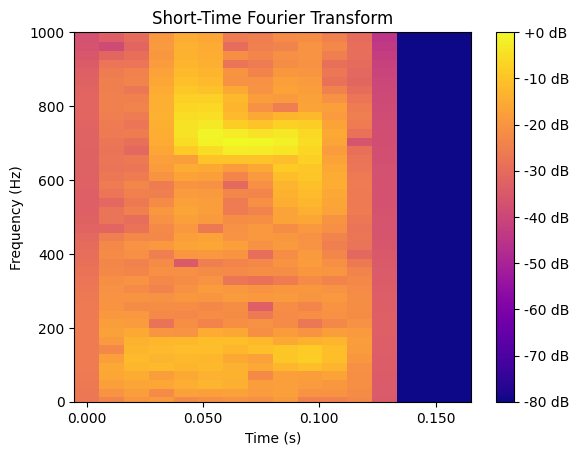 Short-Time Fourier Transform
1000
800
600
400
200
0
Frequency (Hz)
0.000
0.050
0.100
0.150
Time (s)
+0 dB
-10 dB
-20 dB
-30 dB
-40 dB
-50 dB
-60 dB
-70 dB
-80 dB